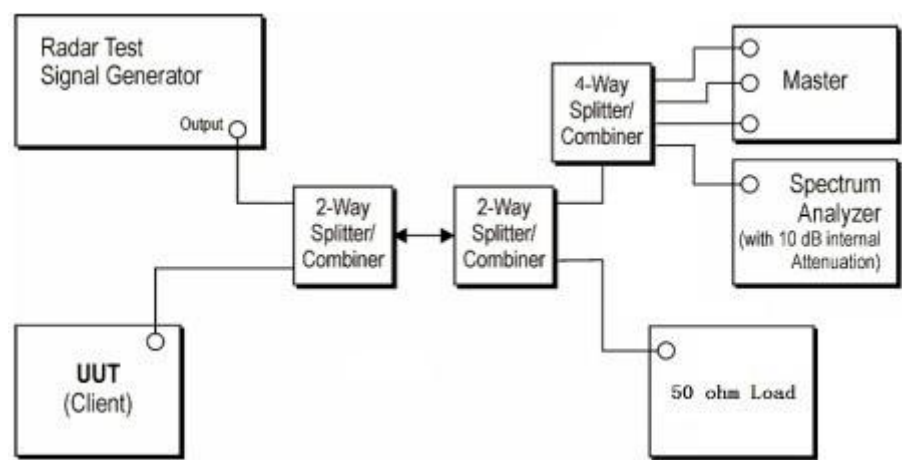 Radar Test
Signal Generator
Output
4-Way
Splitter/
Combiner
Master
2-Way
Splitter/
Combiner
2-Way
Splitter/
Combiner
Spectrum
Analyzer
(with 10 dB internal
Attenuation)
UUT
(Client)
50 ohm Load